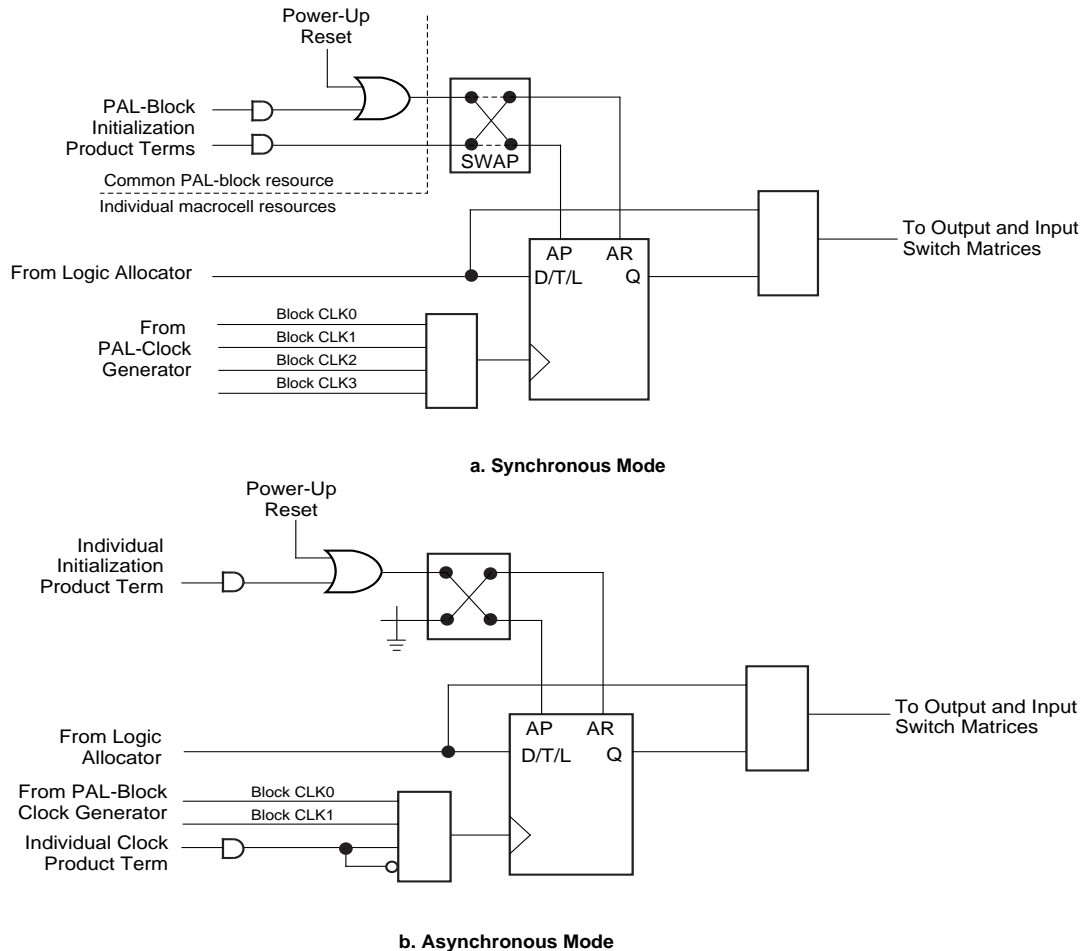 Power-Up
Reset
PAL-Block
Initialization
Product Terms
SWAP
Common PAL-block resource
Individual macrocell resources
To Output and Input
Switch Matrices
AP AR
From Logic Allocator
D/T/L Q
From
PAL-Clock
Generator
Block CLK0
Block CLK1
Block CLK2
Block CLK3
a. Synchronous Mode
Power-Up
Reset
Individual
Initialization
Product Term
To Output and Input
Switch Matrices
AP AR
From Logic
Allocator
D/T/L Q
From PAL-Block
Clock Generator
Block CLK0
Block CLK1
Individual Clock
Product Term
b. Asynchronous Mode